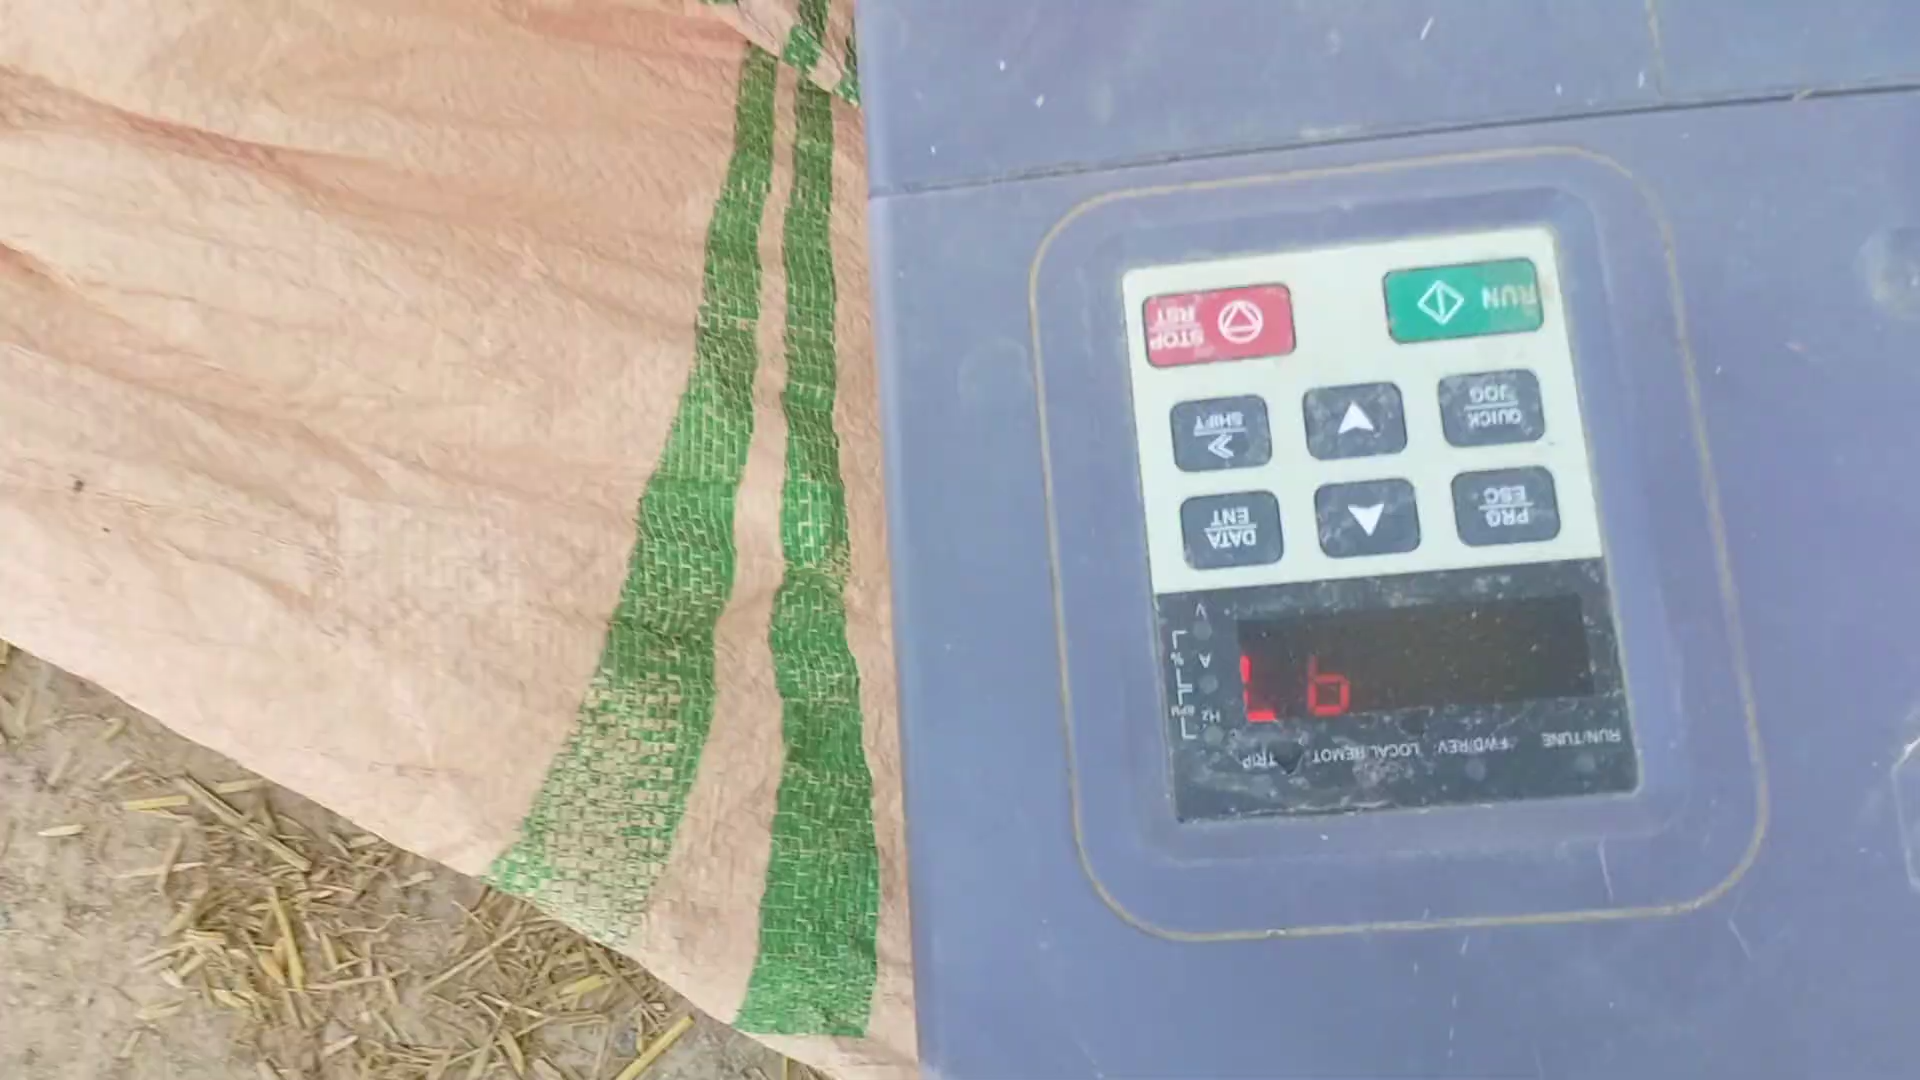 RUN/TUNE FWD/REV LOCAL/REMOT TRIP
97
Hz
RPM
A
%
V
PRG
ESC
DATA
ENT
QUICK
JOG
SHIFT
RUN
STOP
RST